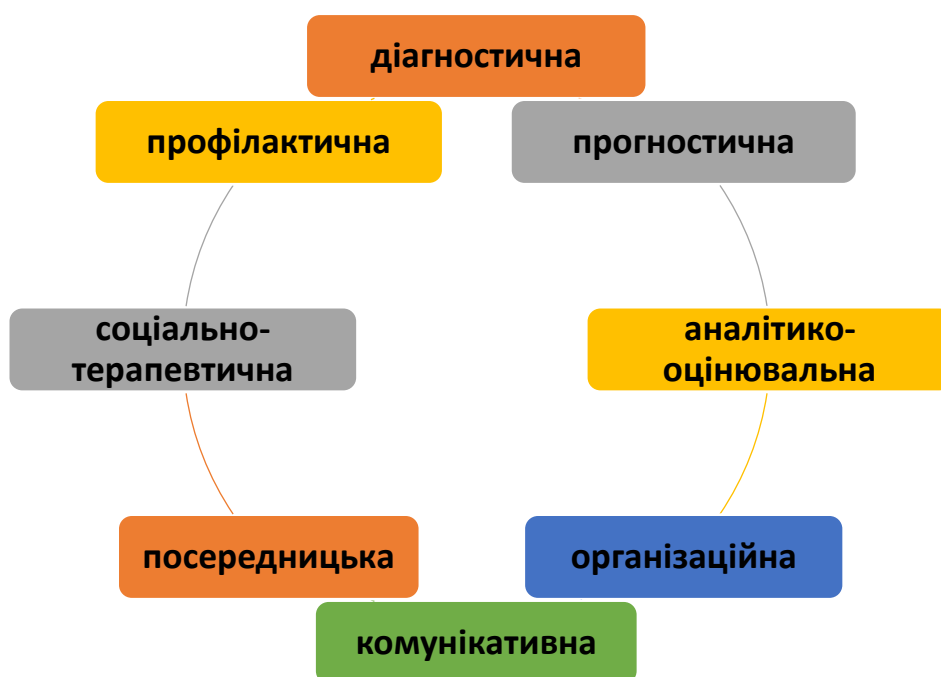 діагностична
профілактична
прогностична
соціально-
терапевтична
аналітико-
оцінювальна
посередницька
організаційна
комунікативна